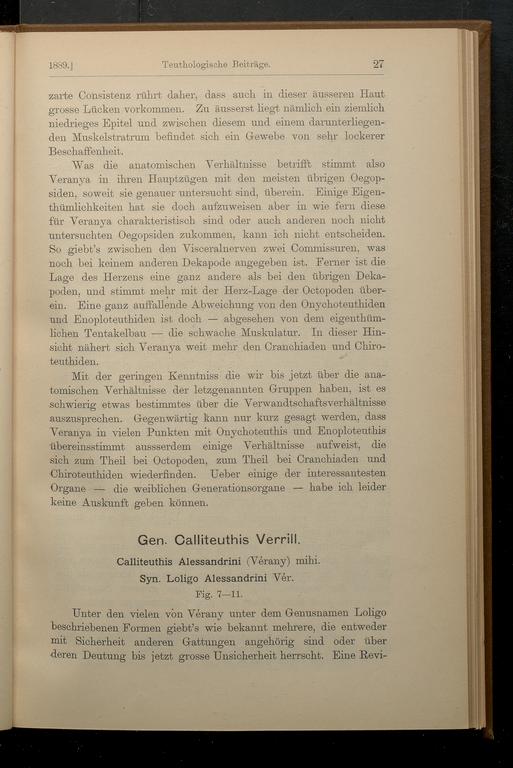 1889.] Teuthologische Beiträge. 27
zarte Consistenz rührt daher, dass auch in dieser äusseren Haut
grosse Lücken vorkommen. Zu äusserst liegt nämlich ein ziemlich
niedrieges Epitel und zwischen diesem und einem darunterliegen-
den Muskelstratrum befindet sich ein Gewebe von sehr lockerer
Beschaffenheit.
Was die anatomischen Verhältnisse betrifft stimmt also
Veranya in ihren Hauptzügen mit den meisten übrigen Oegop-
siden, soweit sie genauer untersucht sind, überein. Einige Eigen-
thümlichkeiten hat sie doch aufzuweisen aber in wie fern diese
für Veranya charakteristisch sind oder auch anderen noch nicht
untersuchten Oegopsiden zukommen, kann ich nicht entscheiden.
So giebt's zwischen den Visceralnerven zwei Commissuren, was
noch bei keinem anderen Dekapode angegeben ist. Ferner ist die
Lage des Herzens eine ganz andere als bei den übrigen Deka-
poden, und stimmt mehr mit der Herz-Lage der Octopoden über-
ein. Eine ganz auffallende Abweichung von den Onychoteuthiden
und Enoploteuthiden ist doch — abgesehen von dem eigenthüm-
lichen Tentakelbau — die schwache Muskulatur. In dieser Hin-
sicht nähert sich Veranya weit mehr den Cranchiaden und Chiro-
teuthiden.
Mit der geringen Kenntniss die wir bis jetzt über die ana-
tomischen Verhältnisse der letzgenannten Gruppen haben, ist es
schwierig etwas bestimmtes über die Verwandtschaftsverhältnisse
auszusprechen. Gegenwärtig kann nur kurz gesagt werden, dass
Veranya in vielen Punkten mit Onychoteuthis und Enoploteuthis
übereinsstimmt aussserdem einige Verhältnisse aufweist, die
sich zum Theil bei Octopoden, zum Theil bei Cranchiaden und
Chiroteuthiden wiederfinden. Ueber einige der interessantesten
Organe — die weiblichen Generationsorgane — habe ich leider
keine Auskunft geben können.
Gen. Calliteuthis Verrill.
Calliteuthis Alessandrini (Vérany) mihi.
Syn. Loligo Alessandrini Vér.
Fig. 7—11.
Unter den vielen von Vérany unter dem Genusnamen Loligo
beschriebenen Formen giebt's wie bekannt mehrere, die entweder
mit Sicherheit anderen Gattungen angehörig sind oder über
deren Deutung bis jetzt grosse Unsicherheit herrscht. Eine Revi-